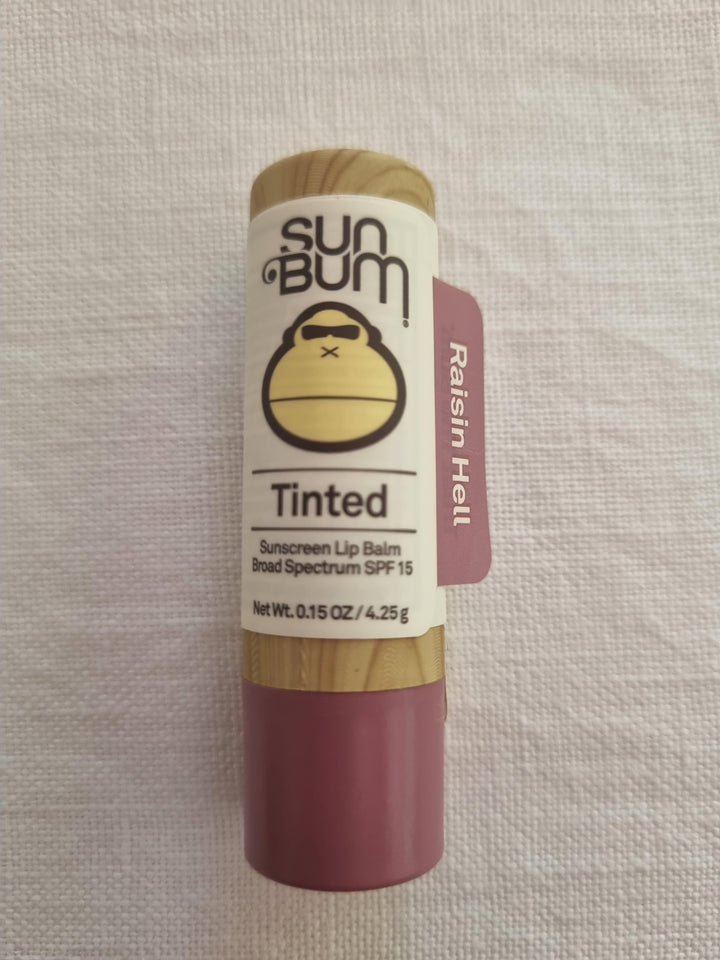 SUN
BUM
Tinted
Sunscreen Lip Balm
Broad Spectrum SPF 15
Net Wt. 0.15 OZ / 4.25 g
Raisin Hell